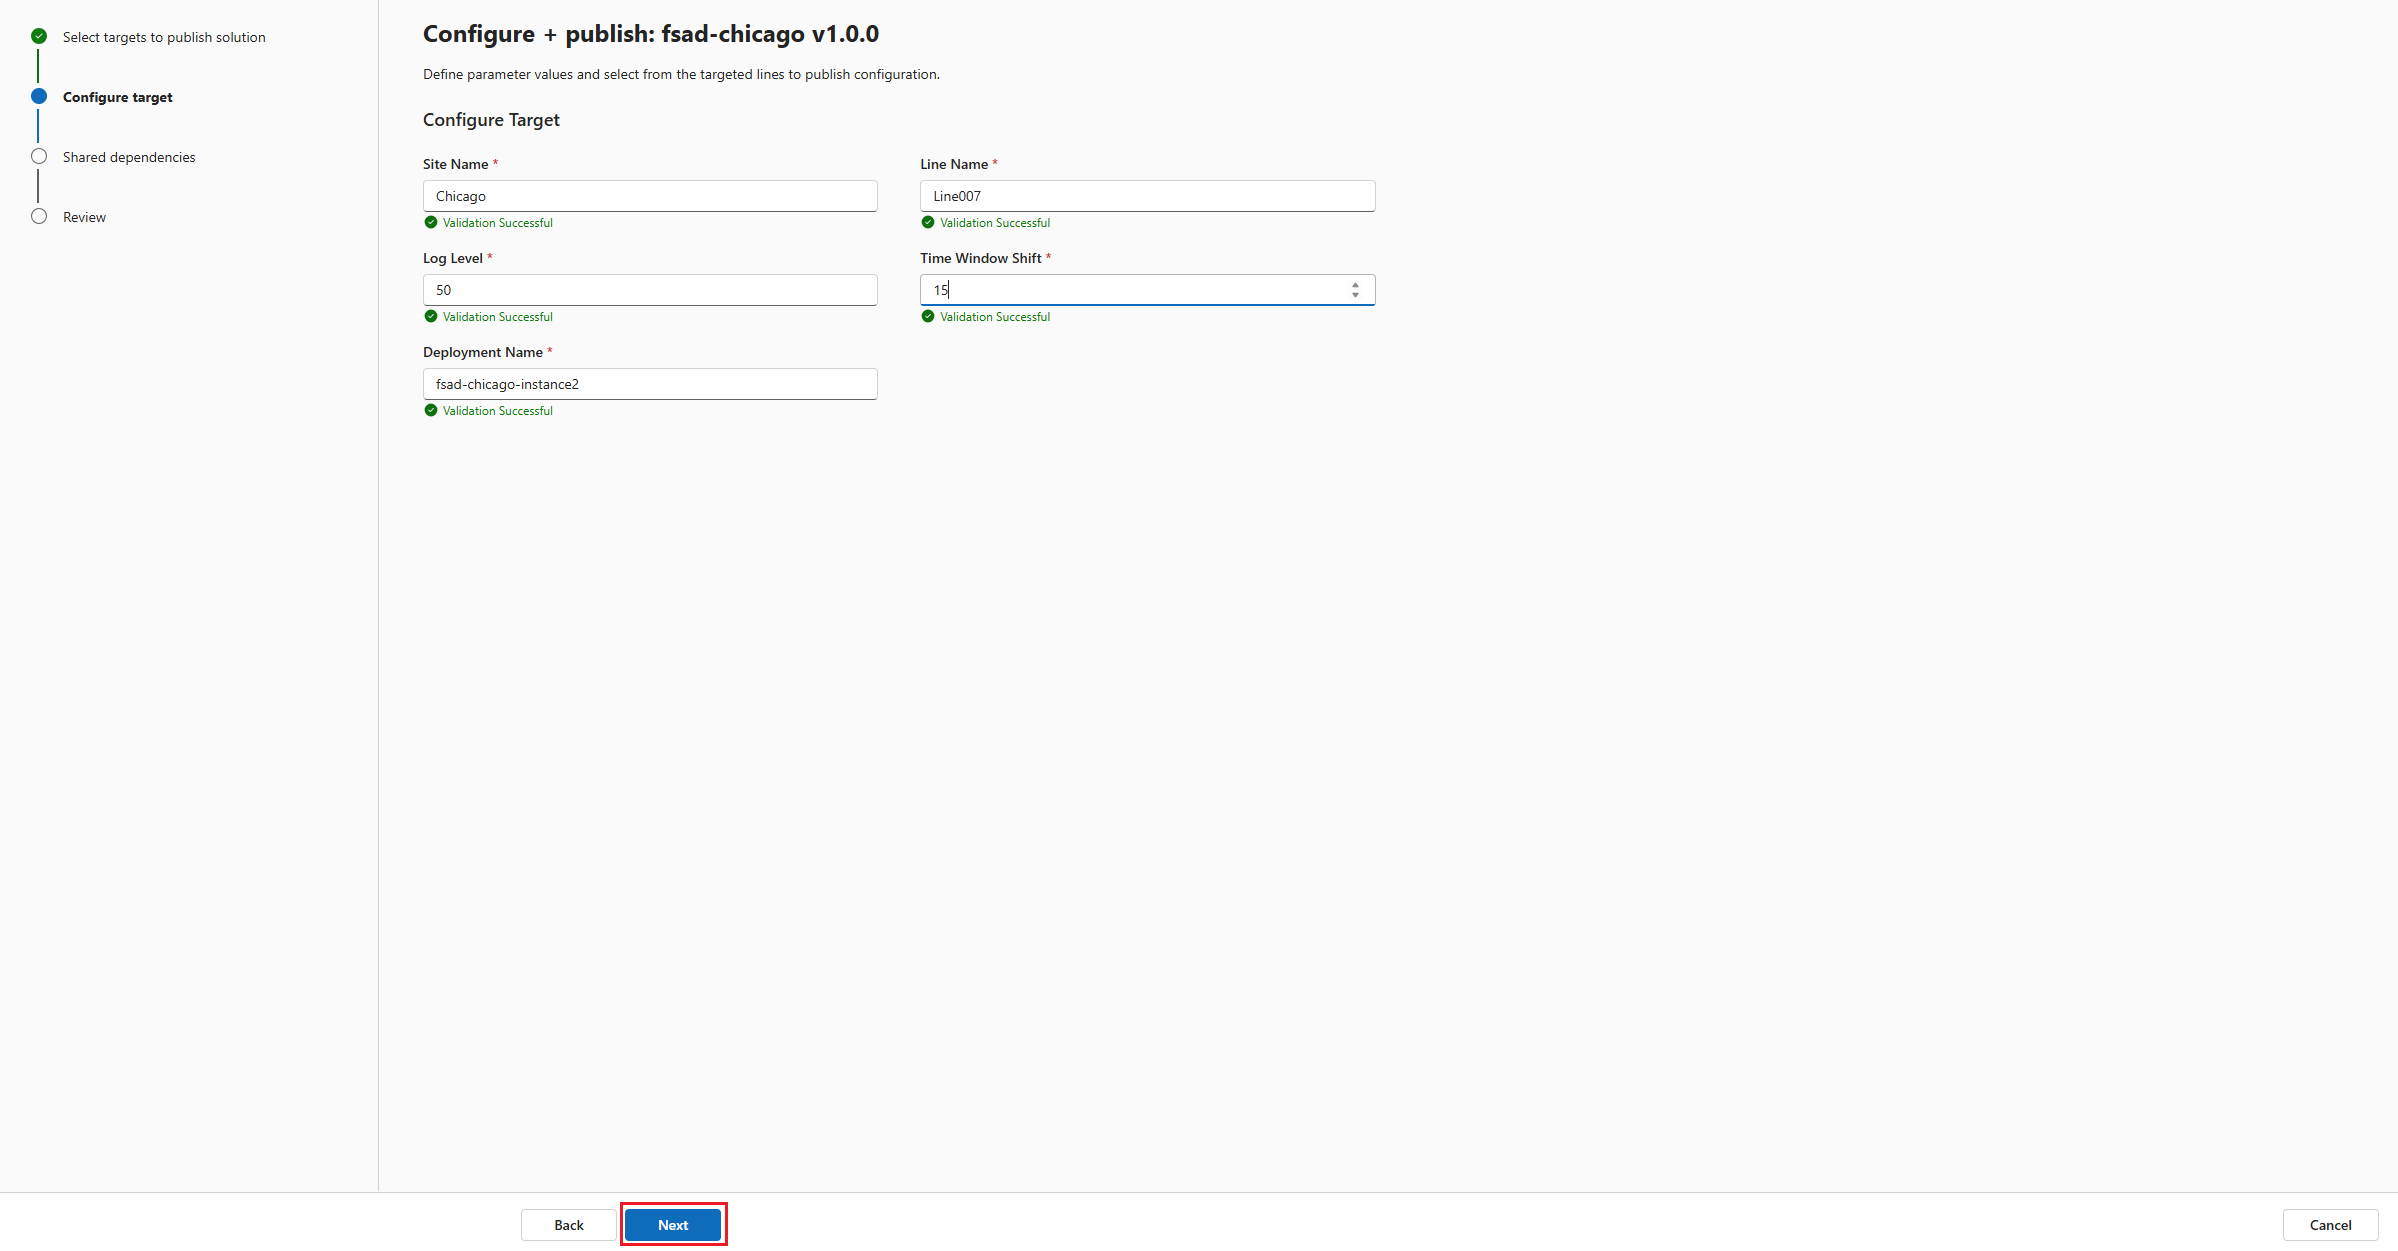 Select targets to publish solution
Configure target
Shared dependencies
Review
Configure + publish: fsad-chicago v1.0.0
Define parameter values and select from the targeted lines to publish configuration.
Configure Target
Site Name *
Line Name *
Chicago
Line007
Validation Successful
Validation Successful
Log Level *
Time Window Shift *
50
15
Validation Successful
Validation Successful
Deployment Name *
fsad-chicago-instance2
Validation Successful
Back
Next
Cancel